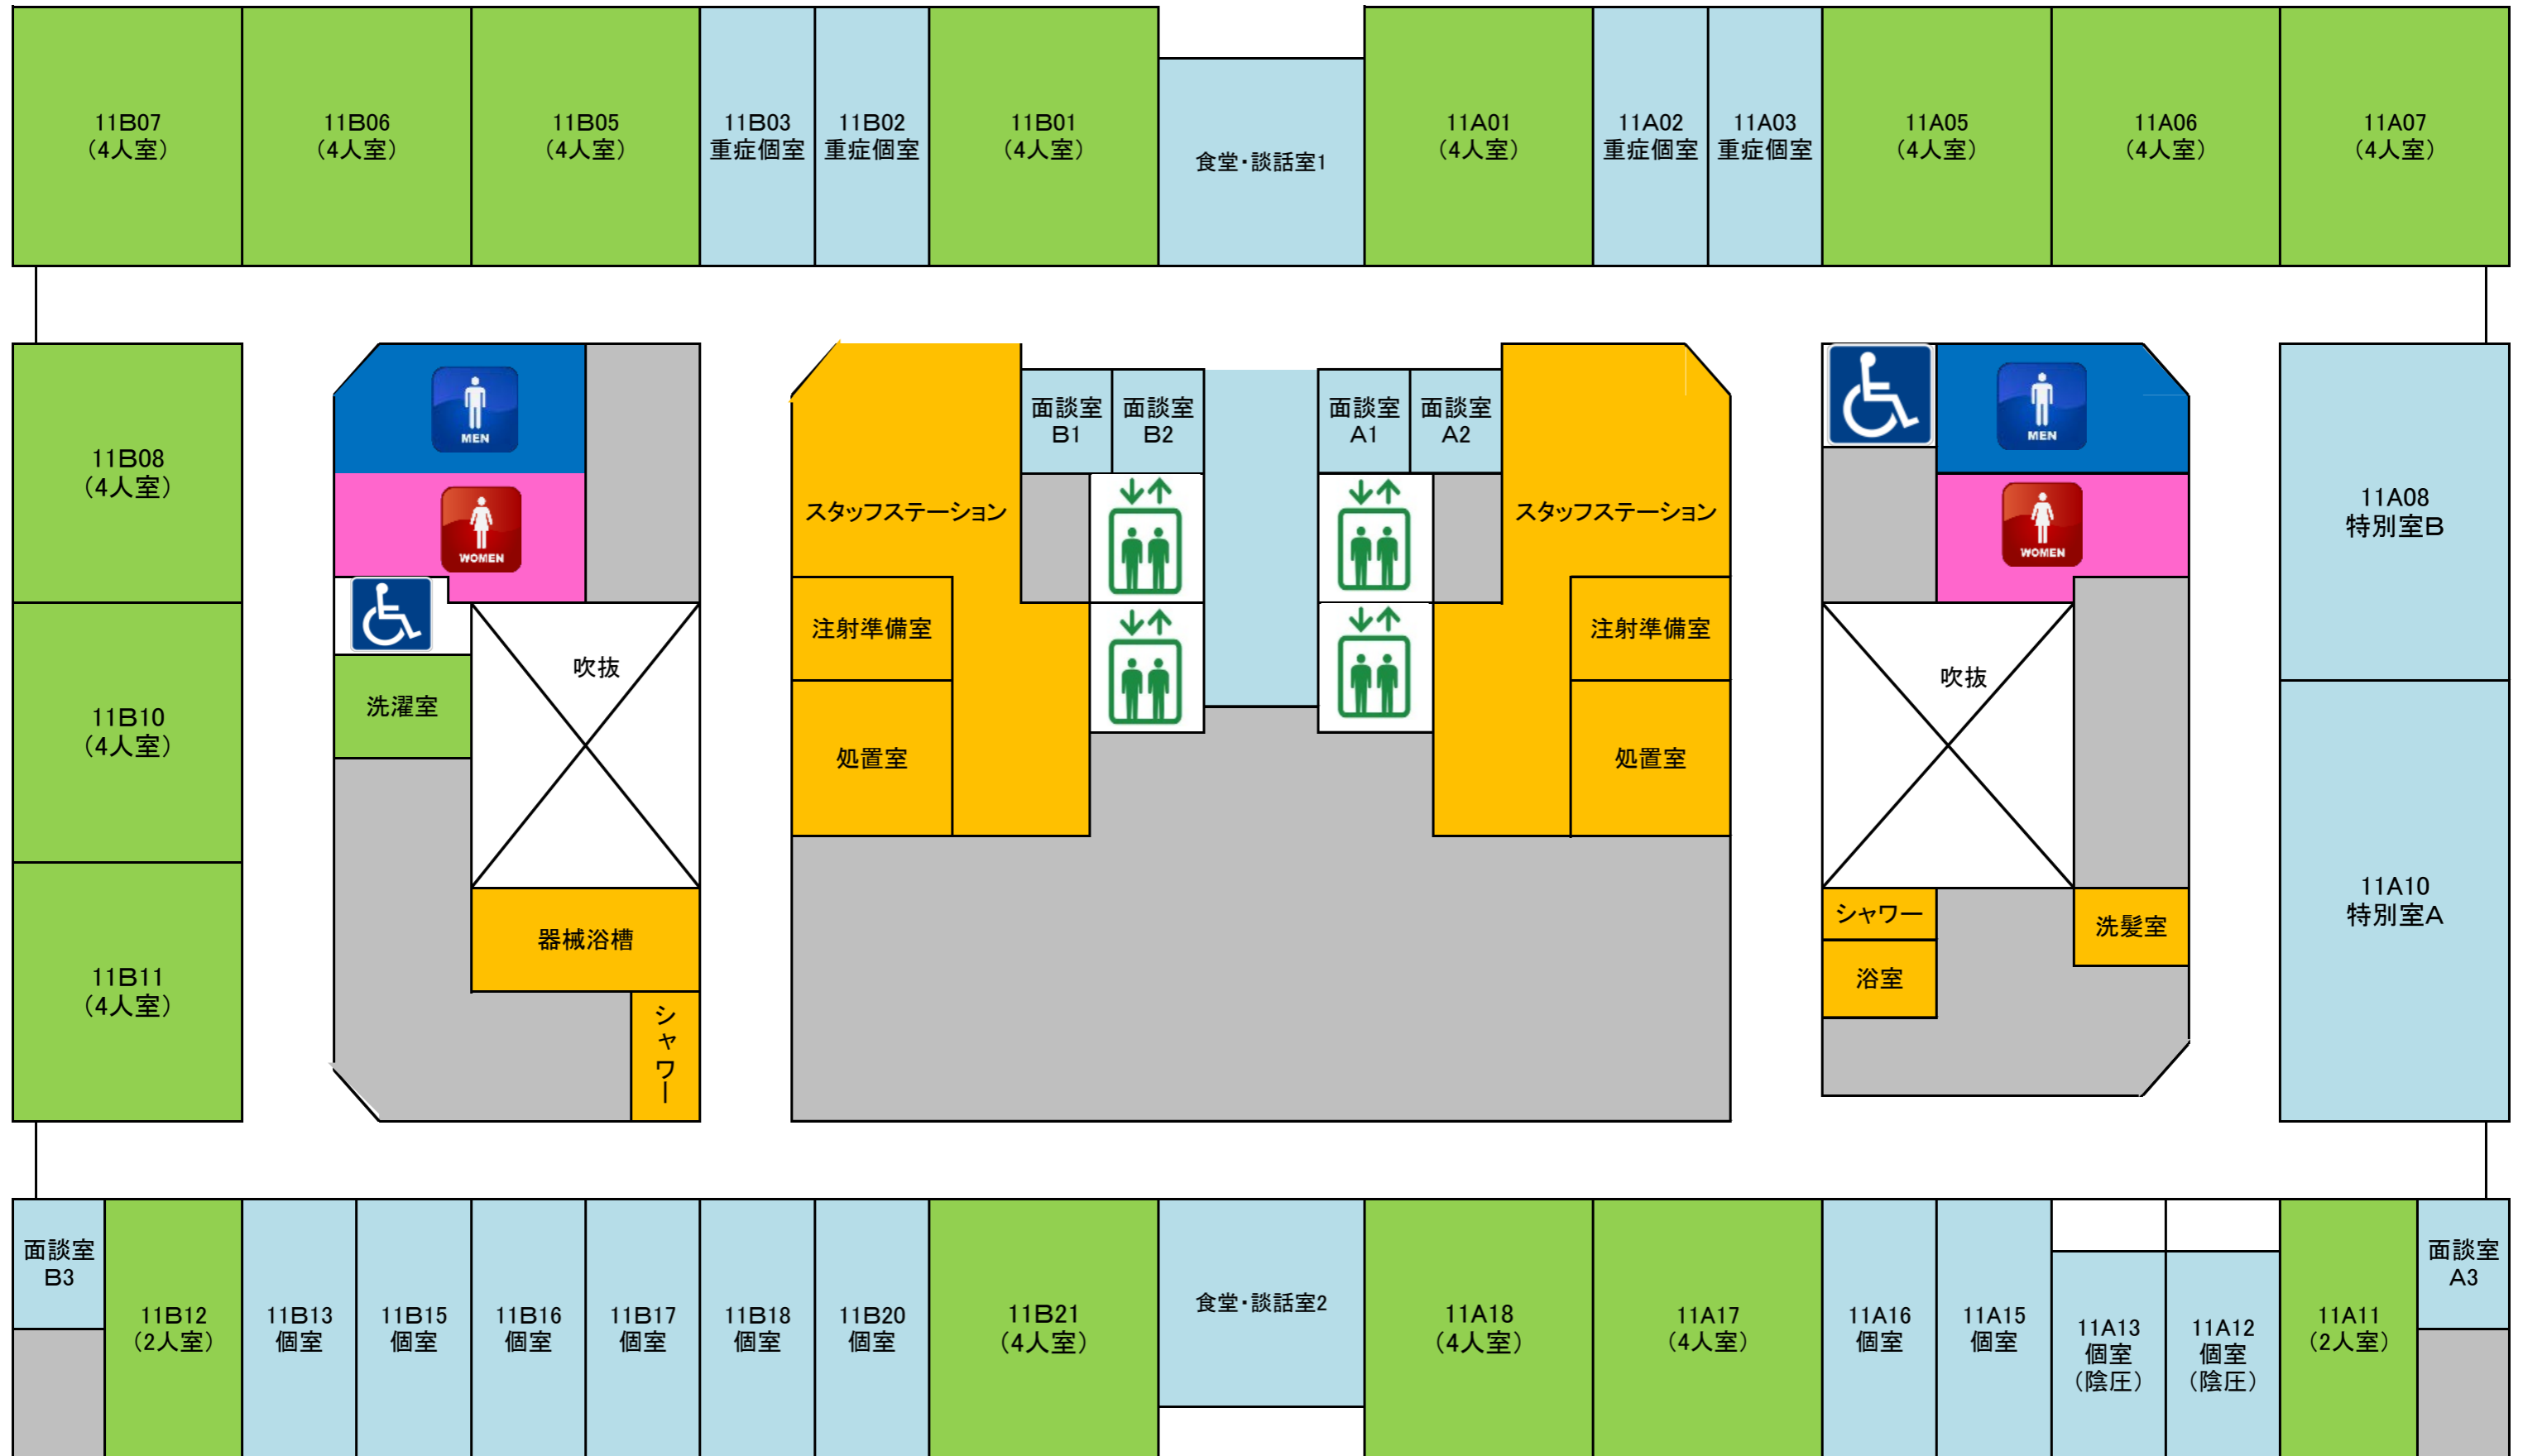 11B07
(4人室)
11B06
(4人室)
11B05
(4人室)
11B03
重症個室
11B02
重症個室
11B01
(4人室)
食堂・談話室1
11A01
(4人室)
11A02
重症個室
11A03
重症個室
11A05
(4人室)
11A06
(4人室)
11A07
(4人室)
11B08
(4人室)
11B10
(4人室)
11B11
(4人室)
MEN
WOMEN
洗濯室
吹抜
器械浴槽
シャワー
スタッフステーション
注射準備室
処置室
面談室
B1
面談室
B2
面談室
A1
面談室
A2
スタッフステーション
注射準備室
処置室
MEN
WOMEN
吹抜
シャワー
浴室
洗髪室
11A08
特別室B
11A10
特別室A
面談室
B3
11B12
(2人室)
11B13
個室
11B15
個室
11B16
個室
11B17
個室
11B18
個室
11B20
個室
11B21
(4人室)
食堂・談話室2
11A18
(4人室)
11A17
(4人室)
11A16
個室
11A15
個室
11A13
個室
(陰圧)
11A12
個室
(陰圧)
11A11
(2人室)
面談室
A3